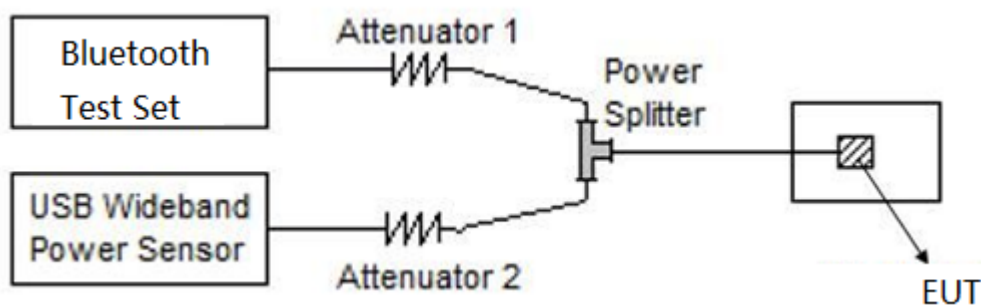 Bluetooth
Test Set
Attenuator 1
Power
Splitter
USB Wideband
Power Sensor
Attenuator 2
EUT